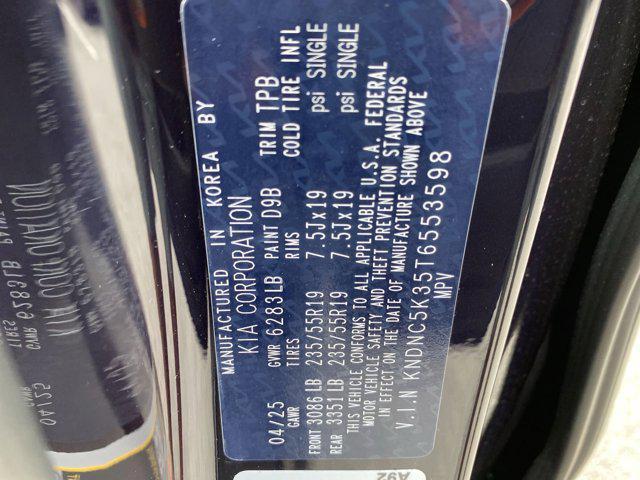 MANUFACTURED IN KOREA BY
KIA CORPORATION
04/25 GVWR 6283LB PAINT D9B TRIM TPB
GAWR TIRES RIMS COLD TIRE INFL
FRONT 3086 LB 235/55R19 7.5Jx19 psi SINGLE
REAR 3351 LB 235/55R19 7.5Jx19 psi SINGLE
THIS VEHICLE CONFORMS TO ALL APPLICABLE U.S.A. FEDERAL
MOTOR VEHICLE SAFETY AND THEFT PREVENTION STANDARDS
IN EFFECT ON THE DATE OF MANUFACTURE SHOWN ABOVE
V.I.N KNDNC5K35T6553598
MPV
A92